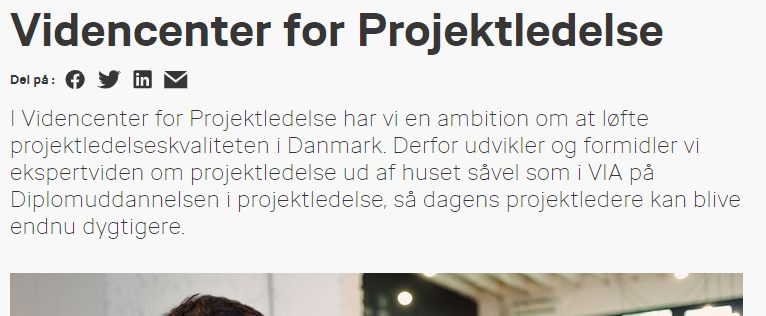 Videncenter for Projektledelse
Del på :
I Videncenter for Projektledelse har vi en ambition om at løfte
projektledelseskvaliteten i Danmark. Derfor udvikler og formidler vi
ekspertviden om projektledelse ud af huset såvel som i VIA på
Diplomuddannelsen i projektledelse, så dagens projektledere kan blive
endnu dygtigere.